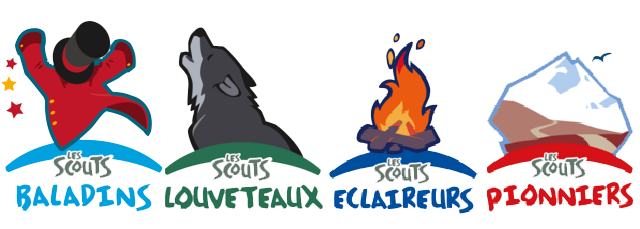 LES SCOUTS
BALADINS
LES SCOUTS
LOUVETEAUX
LES SCOUTS
ECLAIREURS
LES SCOUTS
PIONNIERS